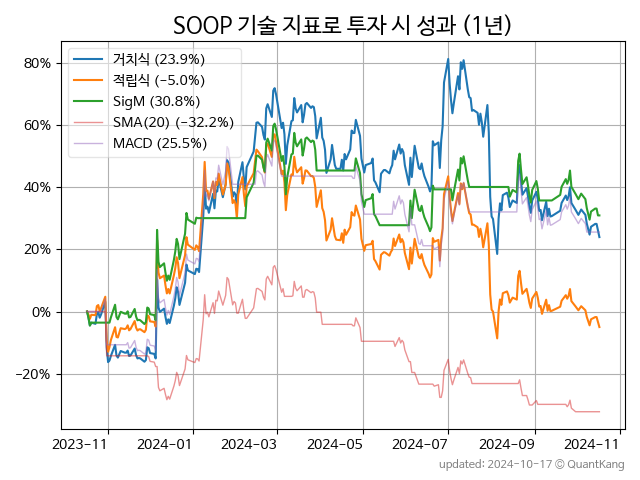 SOOP 기술 지표로 투자 시 성과 (1년)
80%
60%
40%
20%
0%
−20%
거치식 (23.9%)
적립식 (−5.0%)
SigM (30.8%)
SMA(20) (−32.2%)
MACD (25.5%)
2023-11
2024-01
2024-03
2024-05
2024-07
2024-09
2024-11
updated: 2024-10-17 © QuantKang